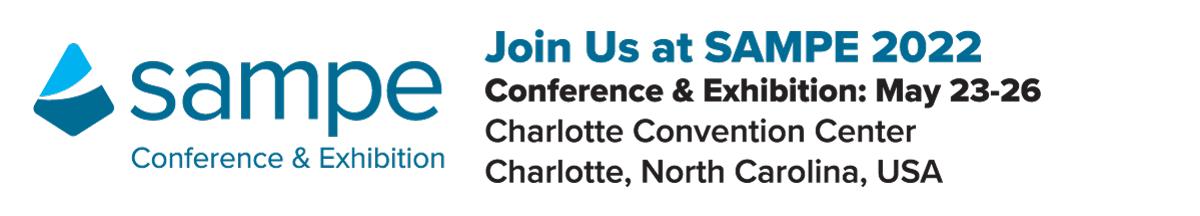 sampe
Conference & Exhibition
Join Us at SAMPE 2022
Conference & Exhibition: May 23-26
Charlotte Convention Center
Charlotte, North Carolina, USA